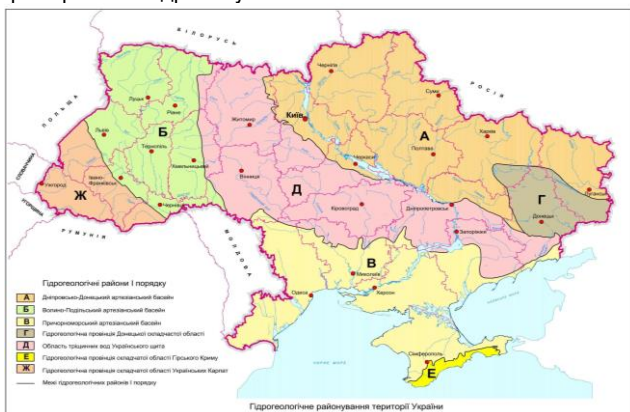 БІЛОРУСЬ
РОСІЯ
ПОЛЬЩА
СЛОВАЧЧИНА
УГОРЩИНА
РУМУНІЯ
МОЛДОВА
Чернігів
Суми
Луцьк
Рівне
Київ
Житомир
Львів
Тернопіль
Хмельницький
Вінниця
Черкаси
Полтава
Харків
Луганськ
Донецьк
Ужгород
Івано-Франківськ
Чернівці
Кіровоград
Дніпропетровськ
Запоріжжя
Миколаїв
Одеса
Херсон
Сімферополь
А
Б
В
Г
Д
Е
Ж
ЧОРНЕ МОРЕ
Гідрогеологічні райони І порядку
А Дніпровсько-Донецький артезіанський басейн
Б Волино-Подільський артезіанський басейн
В Причорноморський артезіанський басейн
Г Гідрогеологічна провінція Донецької складчастої області
Д Область тріщинних вод Українського щита
Е Гідрогеологічна провінція складчастої області Гірського Криму
Ж Гідрогеологічна провінція складчастої області Українських Карпат
Межі гідрогеологічних районів І порядку
Гідрогеологічне районування території України